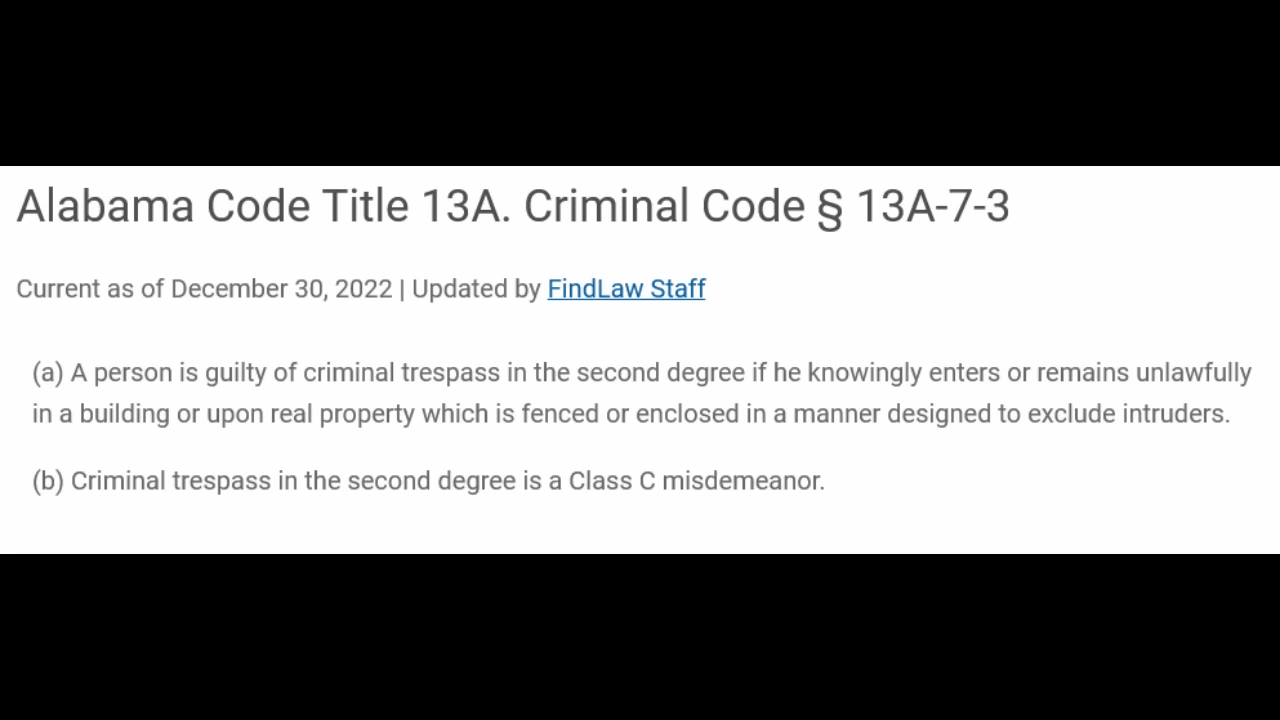 Alabama Code Title 13A. Criminal Code § 13A-7-3
Current as of December 30, 2022 | Updated by FindLaw Staff
(a) A person is guilty of criminal trespass in the second degree if he knowingly enters or remains unlawfully
in a building or upon real property which is fenced or enclosed in a manner designed to exclude intruders.
(b) Criminal trespass in the second degree is a Class C misdemeanor.